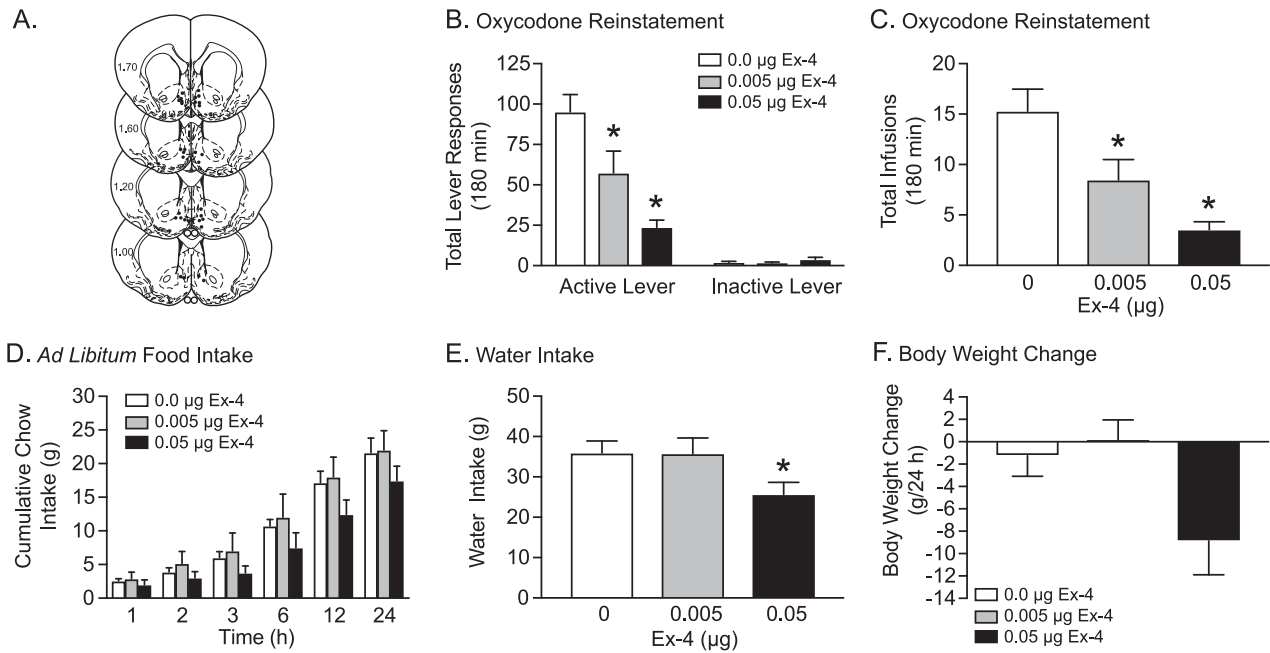 A.
1.70
1.60
1.20
1.00
B. Oxycodone Reinstatement
0.0 µg Ex-4
0.005 µg Ex-4
0.05 µg Ex-4
Total Lever Responses
(180 min)
125
100
75
50
25
0
*
*
Active Lever
Inactive Lever
C. Oxycodone Reinstatement
Total Infusions
(180 min)
20
15
10
5
0
*
*
0 0.005 0.05
Ex-4 (µg)
D. Ad Libitum Food Intake
0.0 µg Ex-4
0.005 µg Ex-4
0.05 µg Ex-4
Cumulative Chow
Intake (g)
30
25
20
15
10
5
0
1 2 3 6 12 24
Time (h)
E. Water Intake
Water Intake (g)
50
40
30
20
10
0
*
0 0.005 0.05
Ex-4 (µg)
F. Body Weight Change
Body Weight Change
(g/24 h)
4
2
0
-2
-4
-6
-8
-10
-12
-14
0.0 µg Ex-4
0.005 µg Ex-4
0.05 µg Ex-4